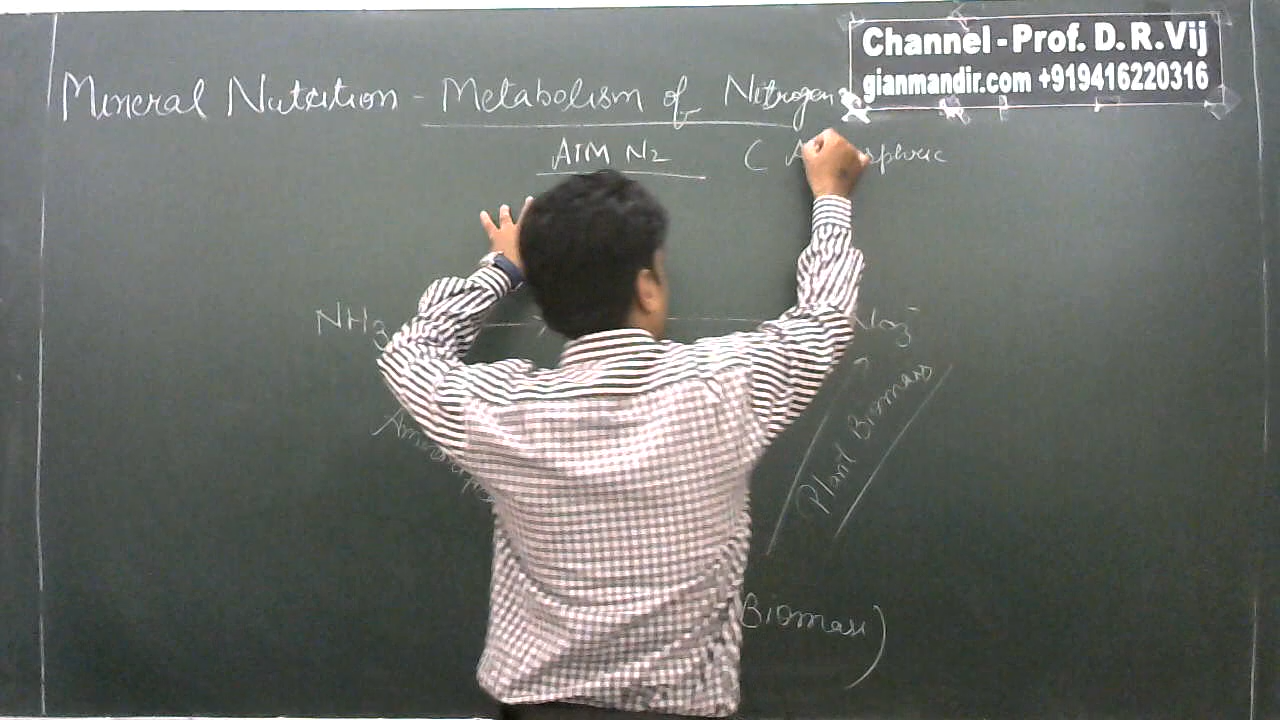 Channel - Prof. D. R. Vij
gianmandir.com +919416220316
Mineral Nutrition - Metabolism of Nitrogen
ATM N2 (
NH3 NO3-
Plant Biomass
Biomass)